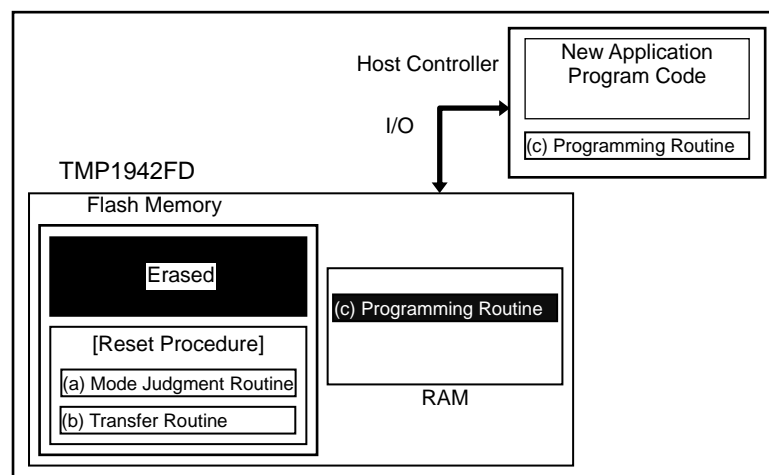 Host Controller
New Application
Program Code
(c) Programming Routine
I/O
TMP1942FD
Flash Memory
Erased
[Reset Procedure]
(a) Mode Judgment Routine
(b) Transfer Routine
(c) Programming Routine
RAM